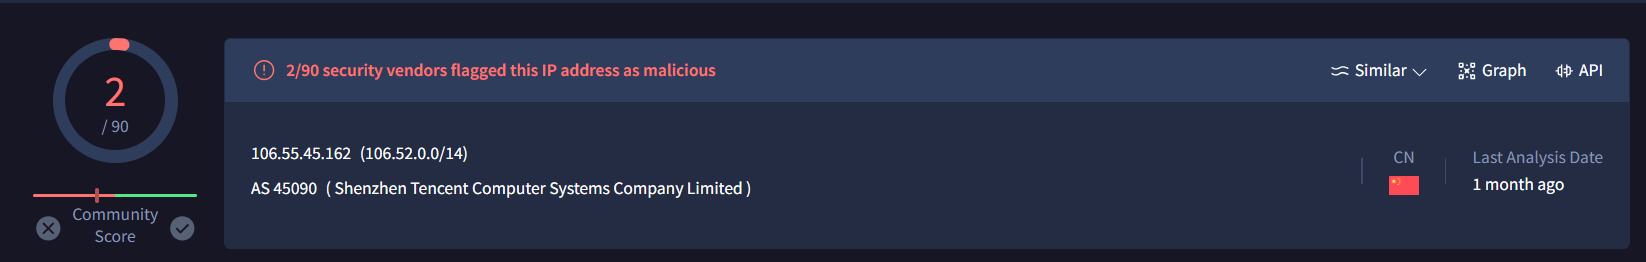 2
/ 90
Community
Score
2/90 security vendors flagged this IP address as malicious
Similar
Graph
API
106.55.45.162 (106.52.0.0/14)
AS 45090 ( Shenzhen Tencent Computer Systems Company Limited )
CN
Last Analysis Date
1 month ago